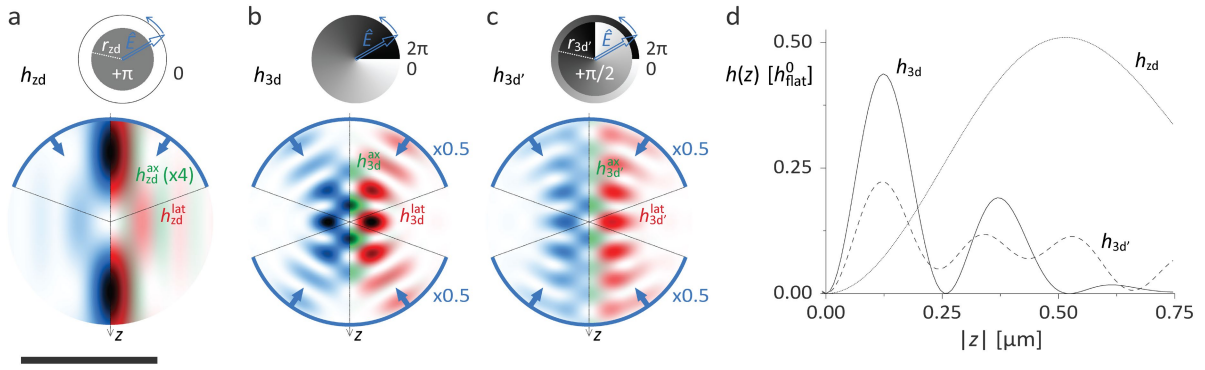 a
r_zd
Ê
+π
0
h_zd
h_zd^ax (x4)
h_zd^lat
z
b
Ê
2π
0
h_3d
x0.5
h_3d^ax
h_3d^lat
x0.5
z
c
r_3d'
Ê
2π
+π/2
0
h_3d'
x0.5
h_3d'^ax
h_3d'^lat
x0.5
z
d
0.50
h(z) [h_flat^0]
h_3d
h_zd
0.25
h_3d'
0.00
0.00 0.25 0.50 0.75
|z| [μm]